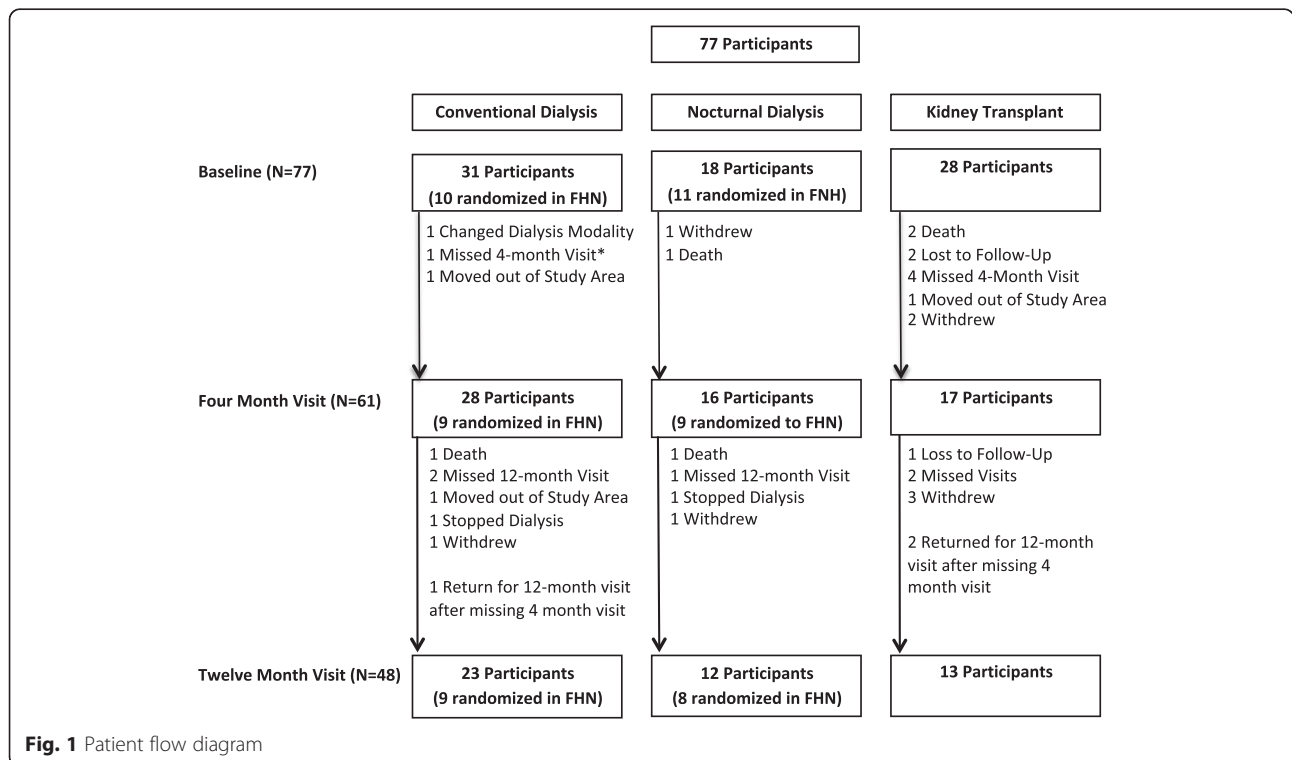 77 Participants
Conventional Dialysis
Nocturnal Dialysis
Kidney Transplant
Baseline (N=77)
31 Participants
(10 randomized in FHN)
18 Participants
(11 randomized in FNH)
28 Participants
1 Changed Dialysis Modality
1 Missed 4-month Visit*
1 Moved out of Study Area
1 Withdrew
1 Death
2 Death
2 Lost to Follow-Up
4 Missed 4-Month Visit
1 Moved out of Study Area
2 Withdrew
Four Month Visit (N=61)
28 Participants
(9 randomized in FHN)
16 Participants
(9 randomized to FHN)
17 Participants
1 Death
2 Missed 12-month Visit
1 Moved out of Study Area
1 Stopped Dialysis
1 Withdrew
1 Return for 12-month visit
after missing 4 month visit
1 Death
1 Missed 12-month Visit
1 Stopped Dialysis
1 Withdrew
1 Loss to Follow-Up
2 Missed Visits
3 Withdrew
2 Returned for 12-month
visit after missing 4
month visit
Twelve Month Visit (N=48)
23 Participants
(9 randomized in FHN)
12 Participants
(8 randomized in FHN)
13 Participants
Fig. 1 Patient flow diagram